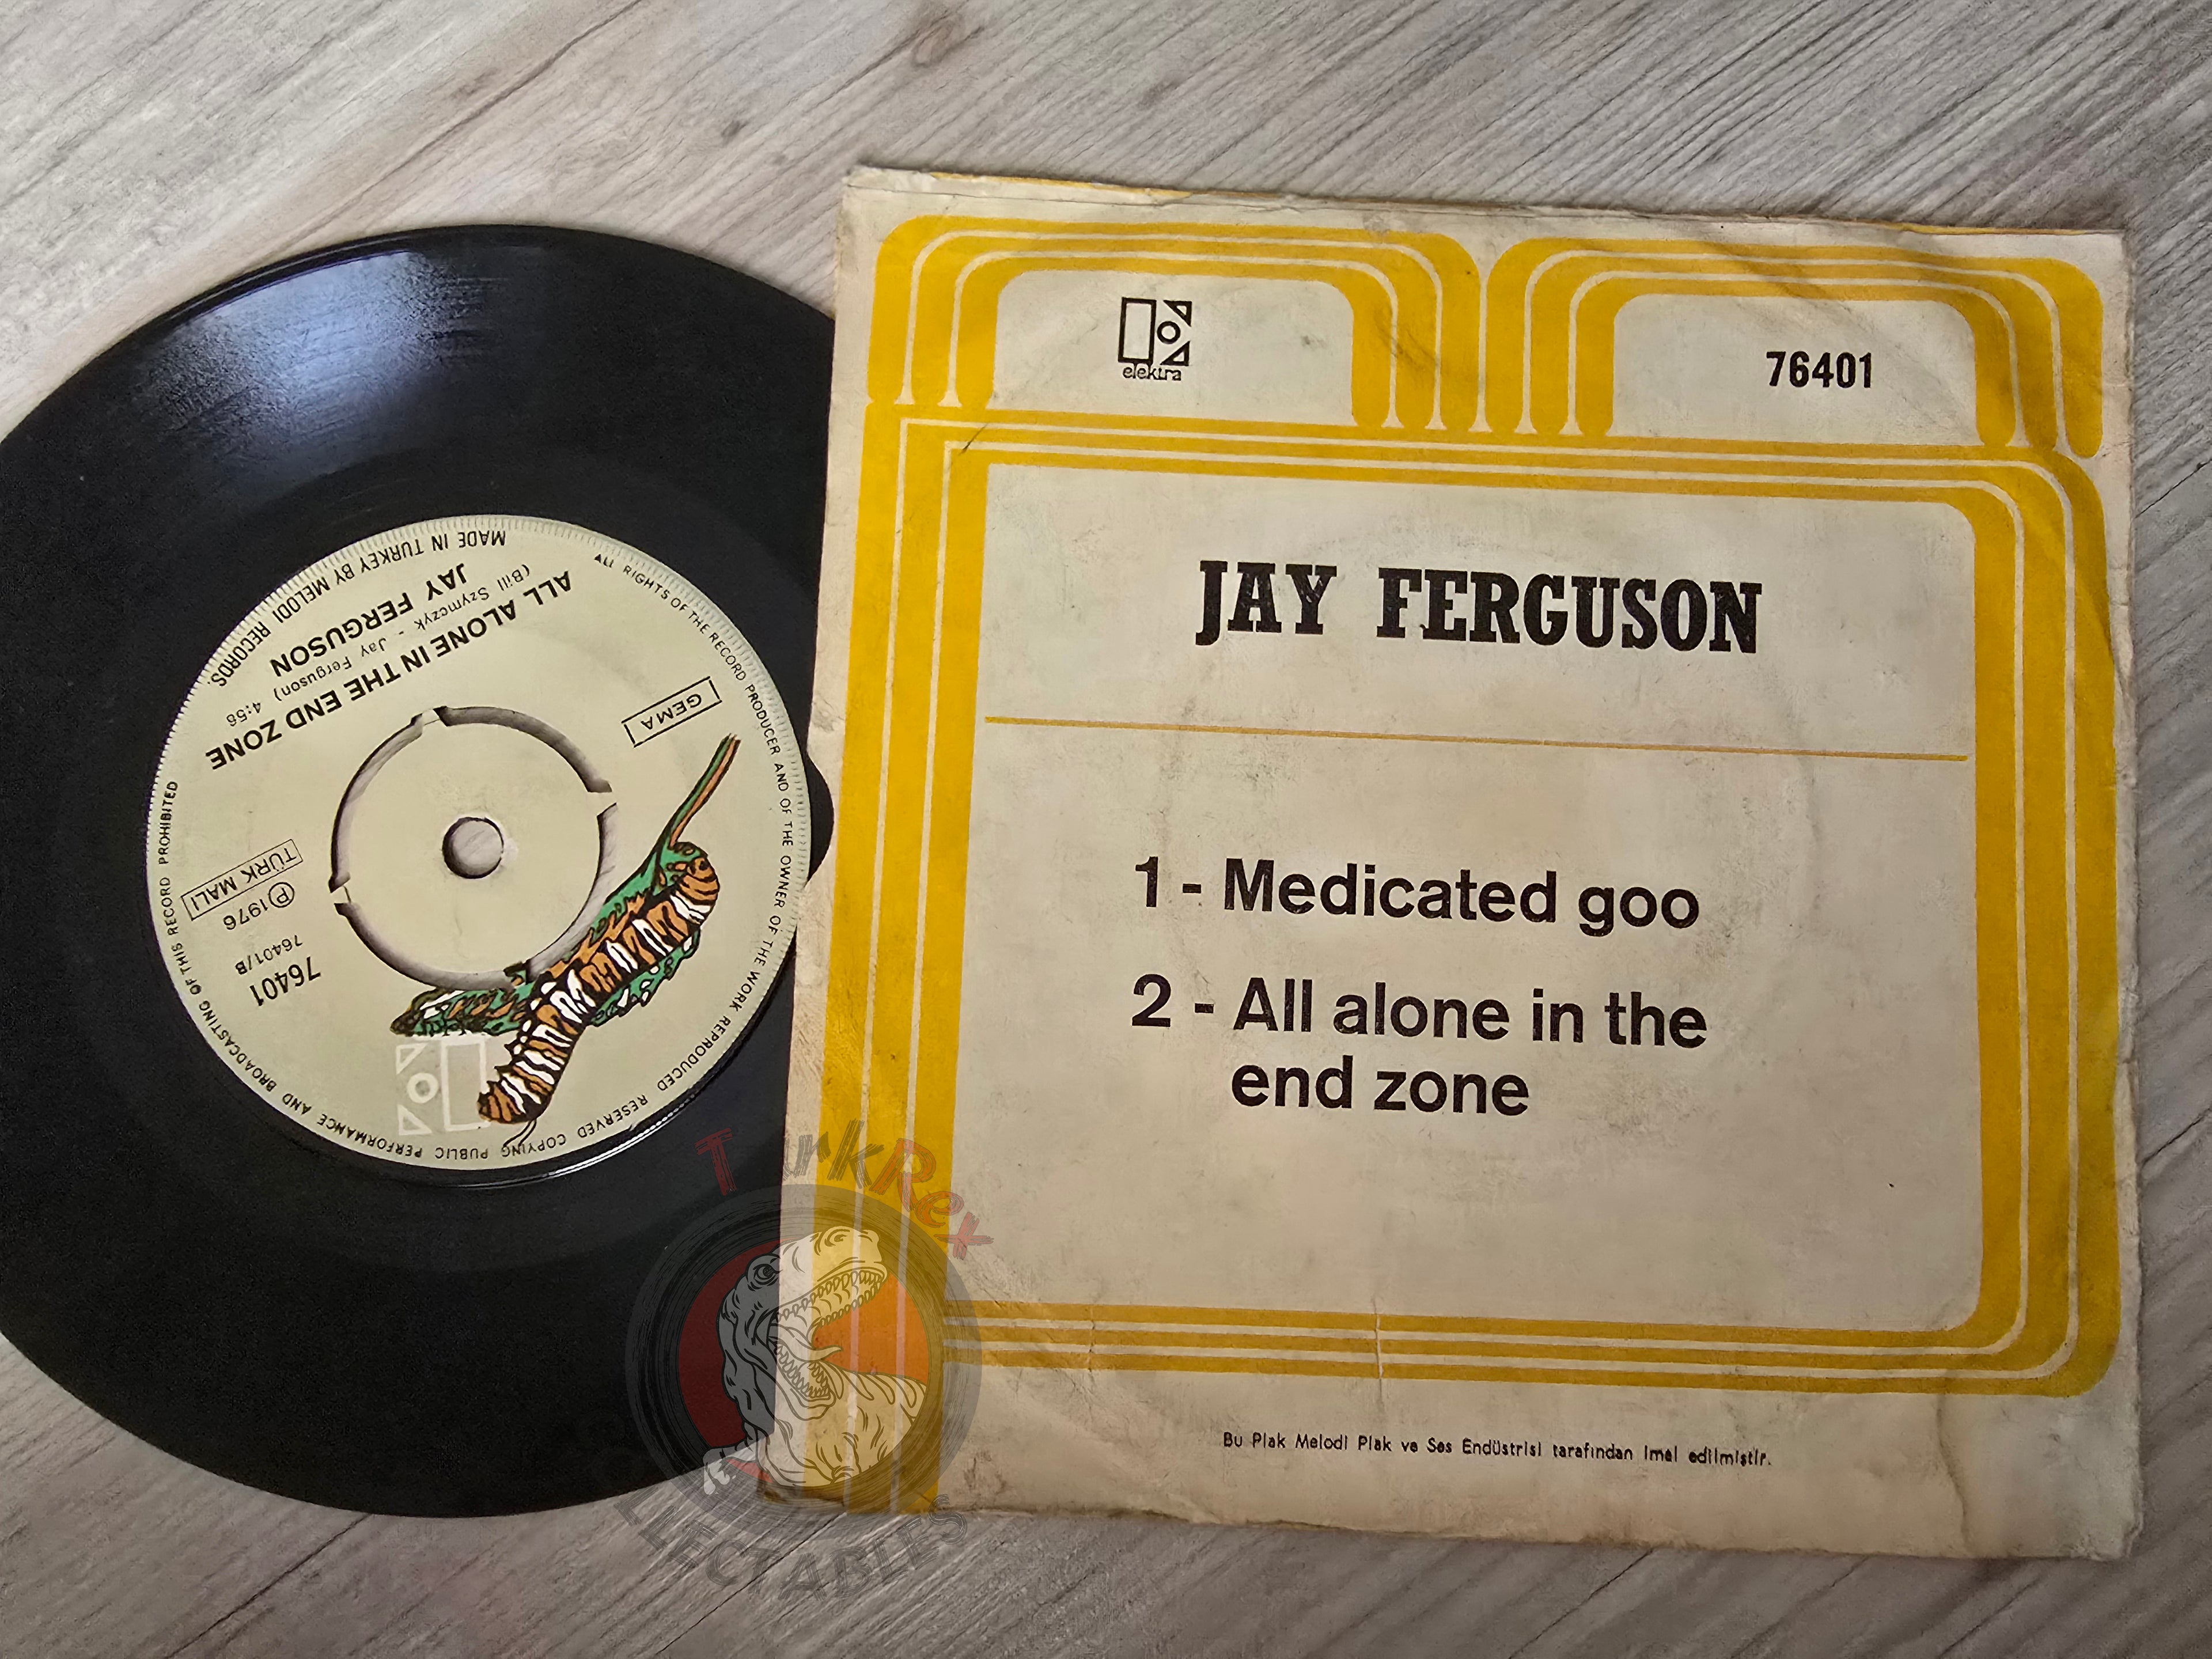 MADE IN TURKEY BY MELODI RECORDS.
ALL RIGHTS OF THE RECORD PRODUCER AND OF THE OWNER OF THE WORK REPRODUCED RESERVED COPYING PUBLIC PERFORMANCE AND BROADCASTING OF THIS RECORD PROHIBITED
76401
76401/B
Ⓟ1976
TÜRK MALI
GEMA
ALL ALONE IN THE END ZONE
(Bill Szymczyk - Jay Ferguson) 4:56
JAY FERGUSON
elektra
76401
JAY FERGUSON
1 - Medicated goo
2 - All alone in the
end zone
Bu Plak Melodi Plak ve Ses Endüstrisi tarafından imal edilmiştir.
TurkRex